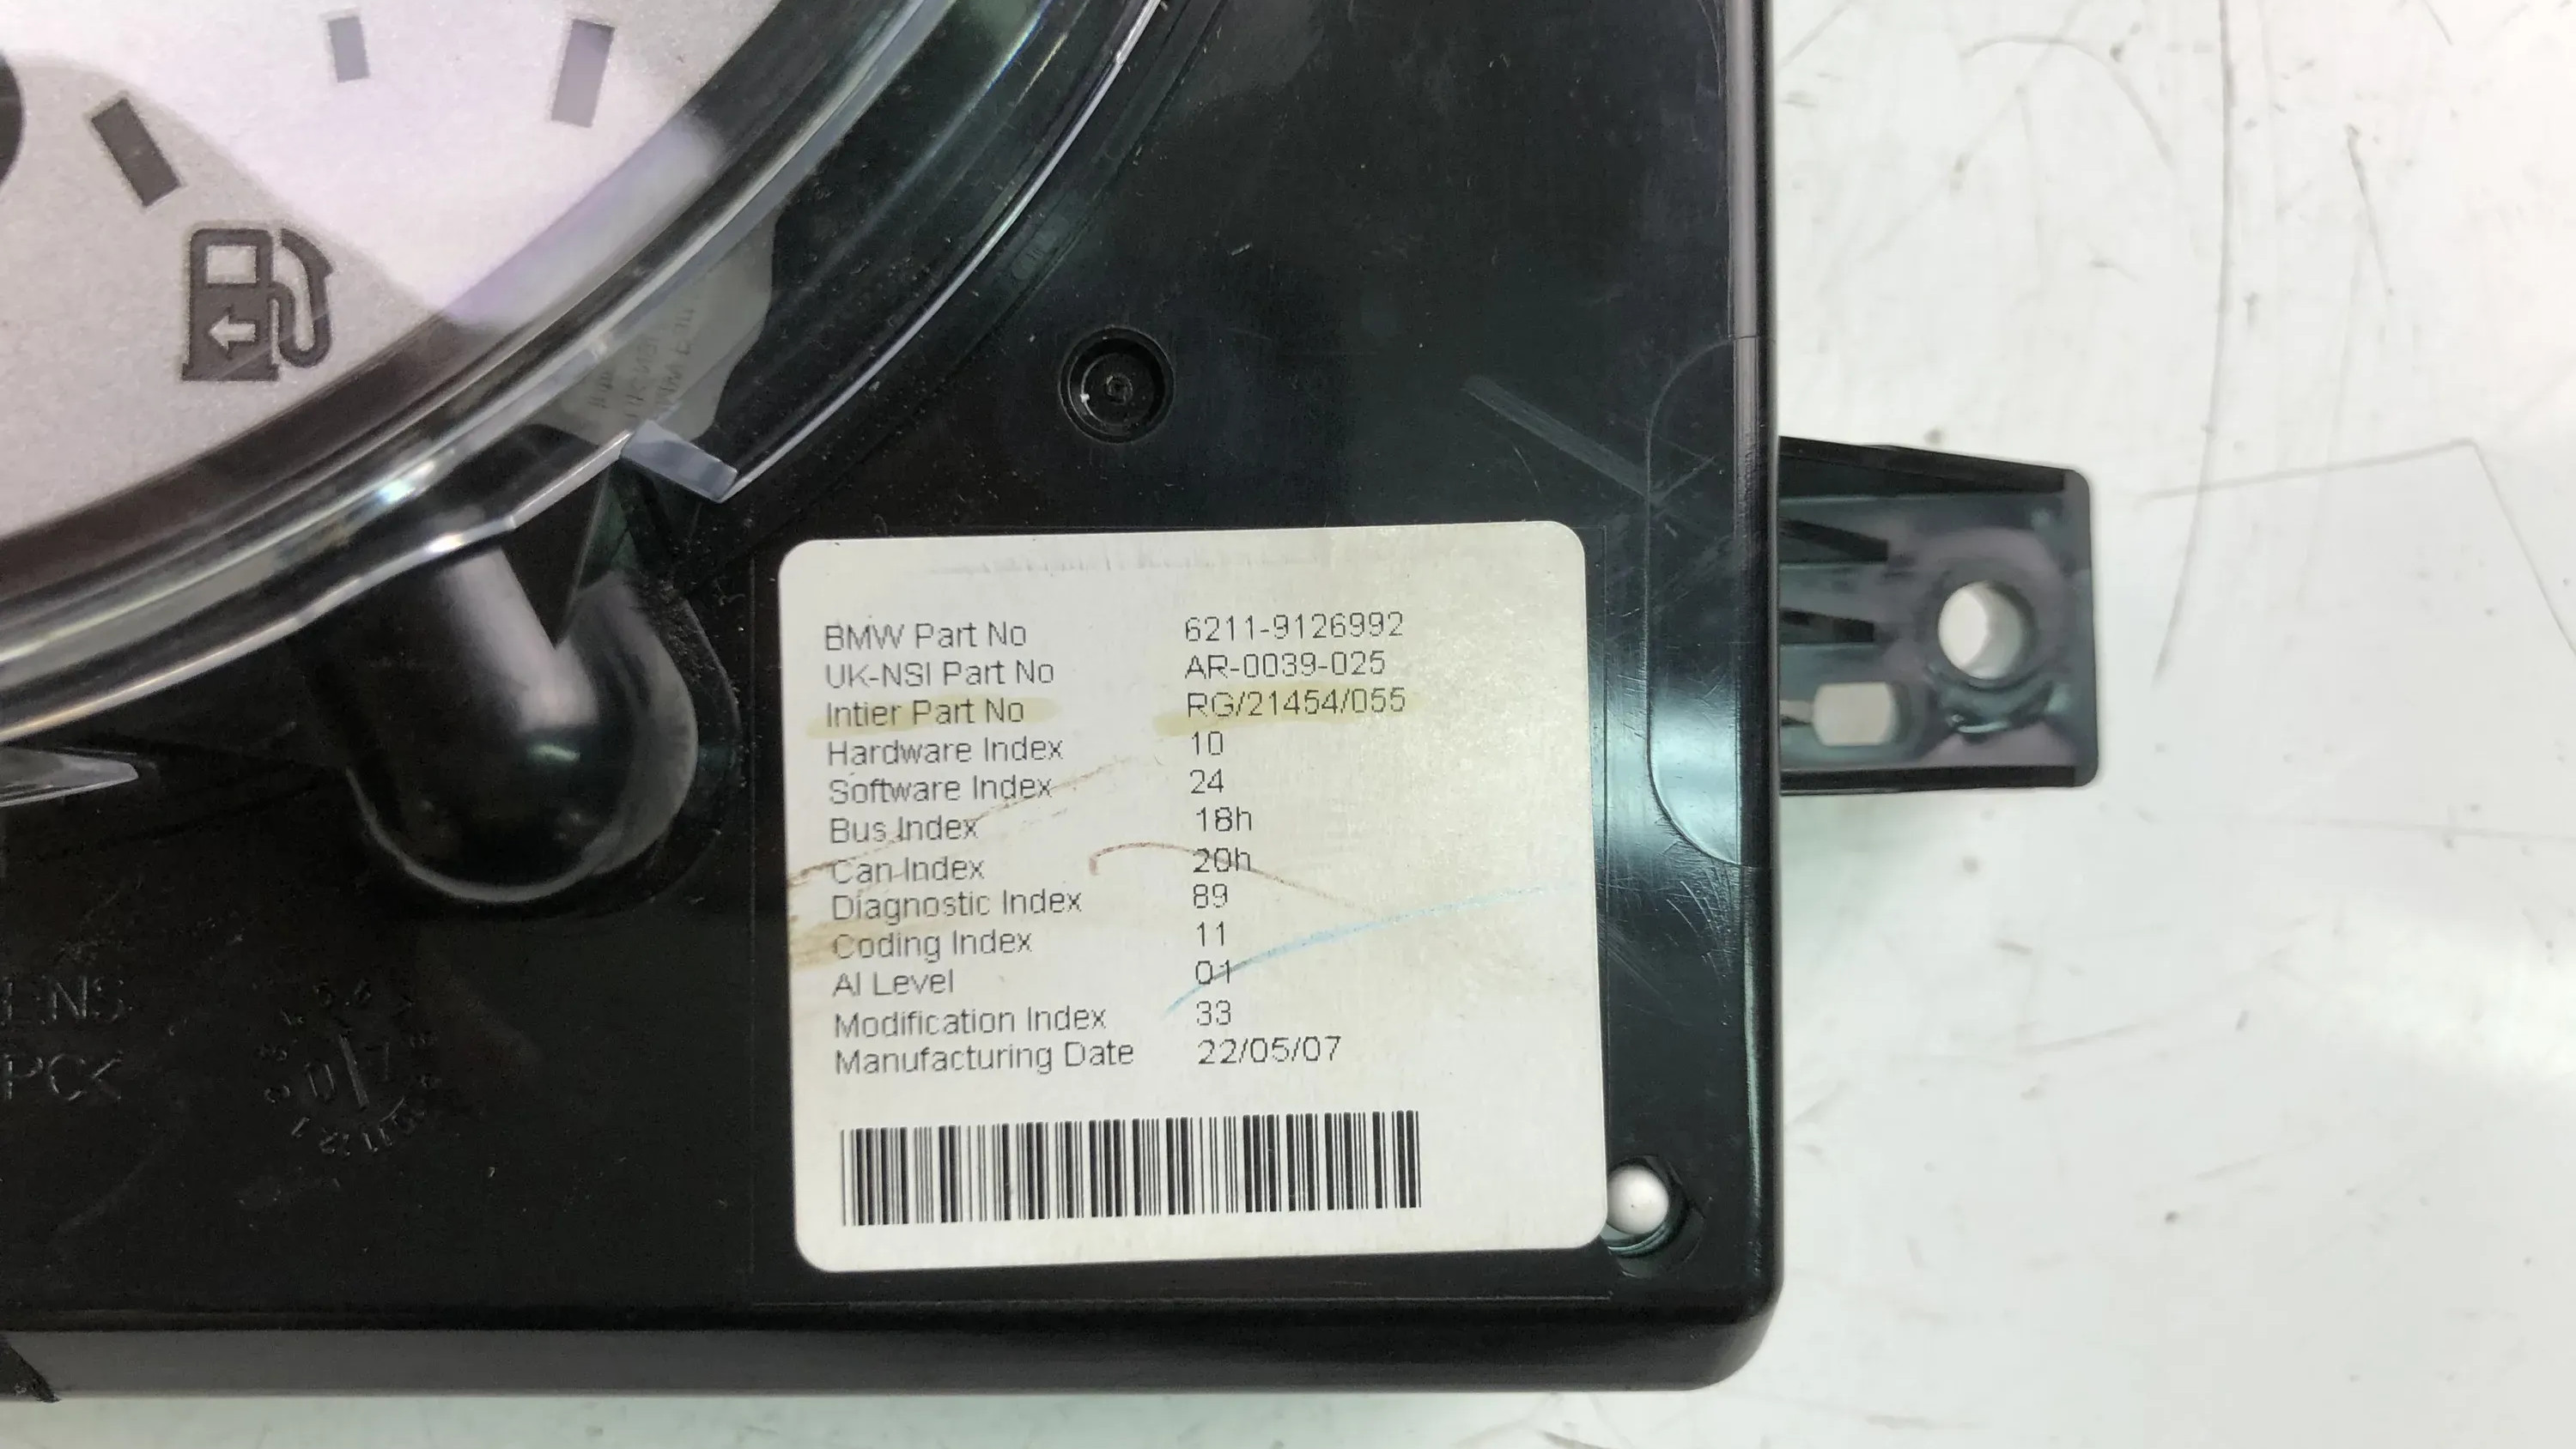 BMW Part No 6211-9126992
UK-NSI Part No AR-0039-025
Intier Part No RG/21454/055
Hardware Index 10
Software Index 24
Bus Index 18h
Can Index 20h
Diagnostic Index 89
Coding Index 11
AI Level 01
Modification Index 33
Manufacturing Date 22/05/07